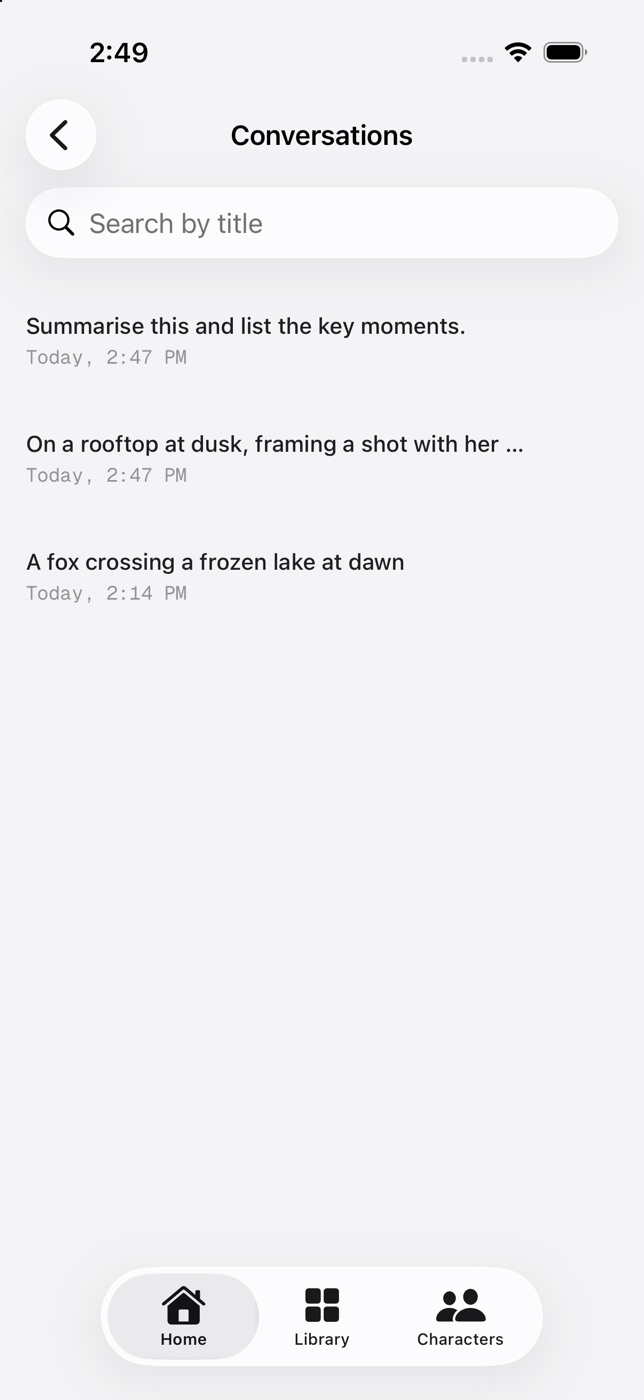 2:49
Conversations
Search by title
Summarise this and list the key moments.
Today, 2:47 PM
On a rooftop at dusk, framing a shot with her ...
Today, 2:47 PM
A fox crossing a frozen lake at dawn
Today, 2:14 PM
Home
Library
Characters